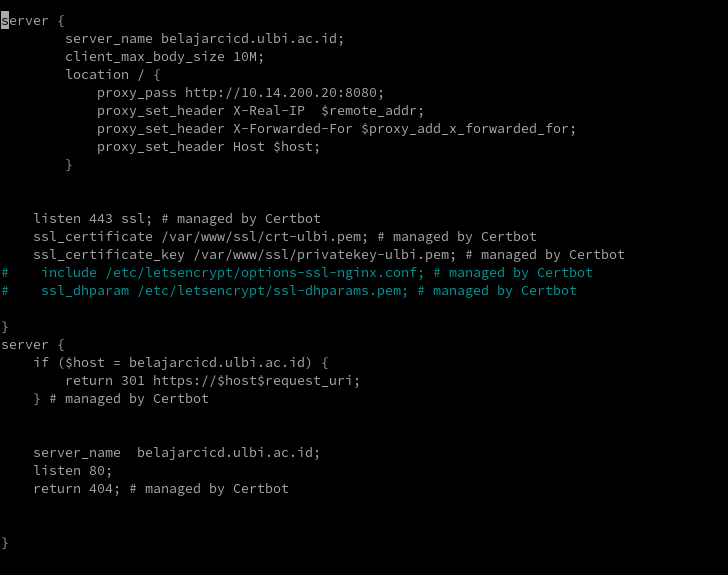 server {
        server_name belajarcicd.ulbi.ac.id;
        client_max_body_size 10M;
        location / {
            proxy_pass http://10.14.200.20:8080;
            proxy_set_header X-Real-IP  $remote_addr;
            proxy_set_header X-Forwarded-For $proxy_add_x_forwarded_for;
            proxy_set_header Host $host;
        }
    listen 443 ssl; # managed by Certbot
    ssl_certificate /var/www/ssl/crt-ulbi.pem; # managed by Certbot
    ssl_certificate_key /var/www/ssl/privatekey-ulbi.pem; # managed by Certbot
#    include /etc/letsencrypt/options-ssl-nginx.conf; # managed by Certbot
#    ssl_dhparam /etc/letsencrypt/ssl-dhparams.pem; # managed by Certbot
}
server {
    if ($host = belajarcicd.ulbi.ac.id) {
        return 301 https://$host$request_uri;
    } # managed by Certbot
    server_name  belajarcicd.ulbi.ac.id;
    listen 80;
    return 404; # managed by Certbot
}